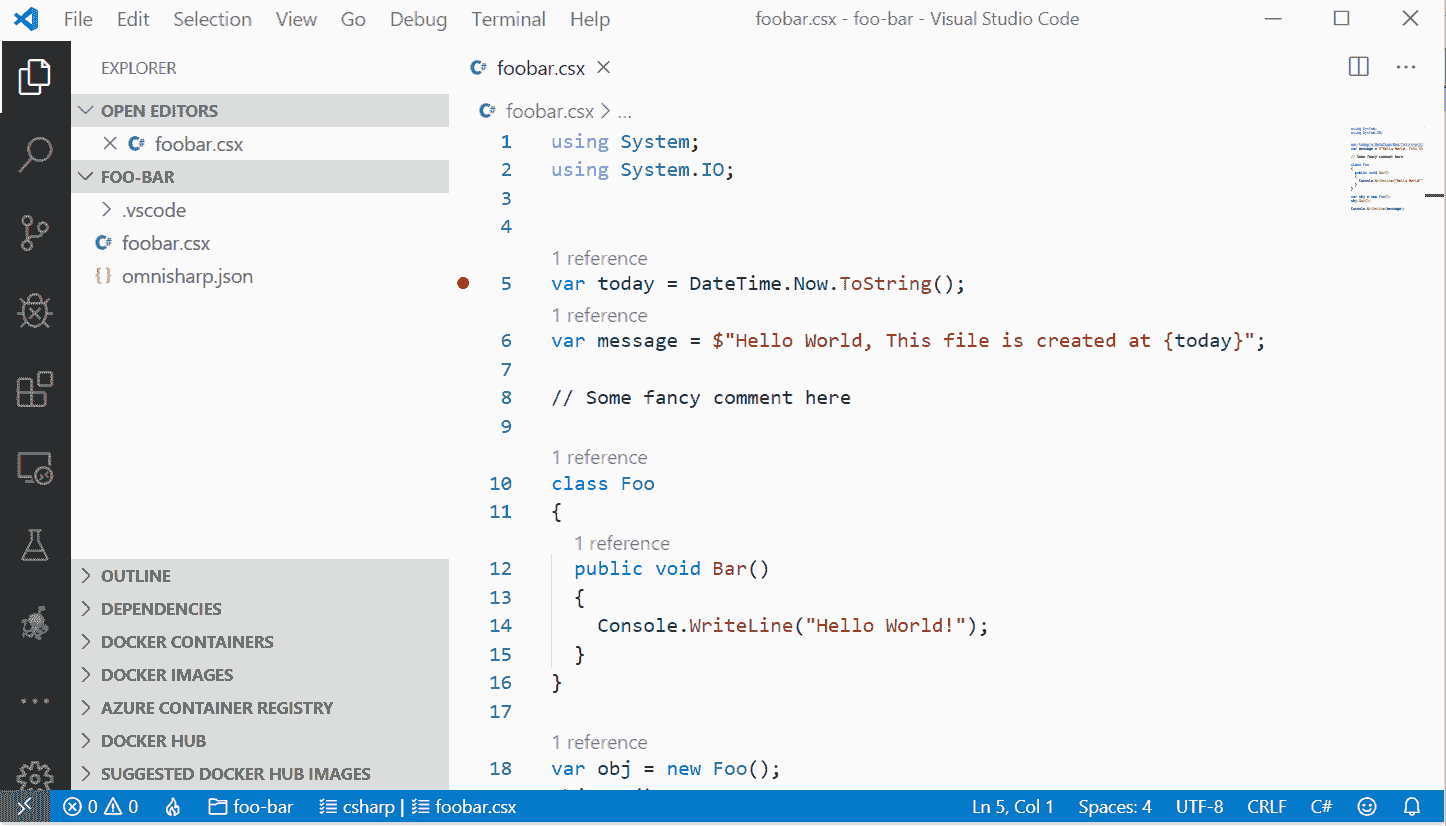 File Edit Selection View Go Debug Terminal Help foobar.csx - foo-bar - Visual Studio Code
EXPLORER
OPEN EDITORS
foobar.csx
FOO-BAR
.vscode
foobar.csx
omnisharp.json
OUTLINE
DEPENDENCIES
DOCKER CONTAINERS
DOCKER IMAGES
AZURE CONTAINER REGISTRY
DOCKER HUB
SUGGESTED DOCKER HUB IMAGES
foobar.csx
foobar.csx > ...
1 using System;
2 using System.IO;
3
4
1 reference
5 var today = DateTime.Now.ToString();
1 reference
6 var message = $"Hello World, This file is created at {today}";
7
8 // Some fancy comment here
9
1 reference
10 class Foo
11 {
1 reference
12 public void Bar()
13 {
14 Console.WriteLine("Hello World!");
15 }
16 }
17
1 reference
18 var obj = new Foo();
0 0 foo-bar csharp | foobar.csx Ln 5, Col 1 Spaces: 4 UTF-8 CRLF C#